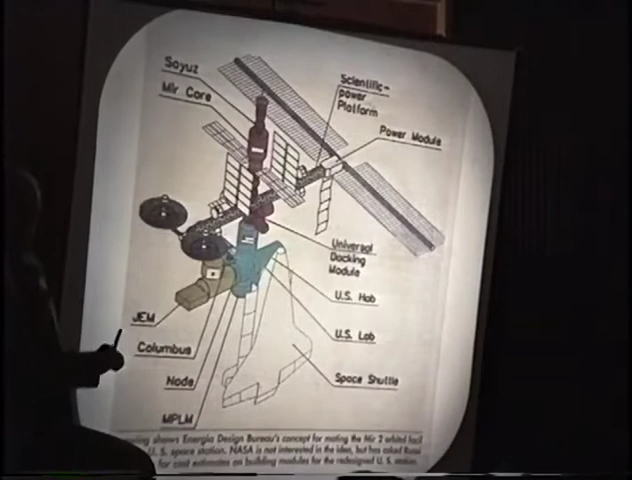 Soyuz
Mir Core
Scientific-
power
Platform
Power Module
Universal
Docking
Module
U.S. Hab
U.S. Lab
Space Shuttle
JEM
Columbus
Node
MPLM
shows Energia Design Bureau's concept for mating the Mir 2 orbital
U. S. space station. NASA is not interested in the idea, but has asked
for cost estimates on building modules for the redesigned U. S. station.